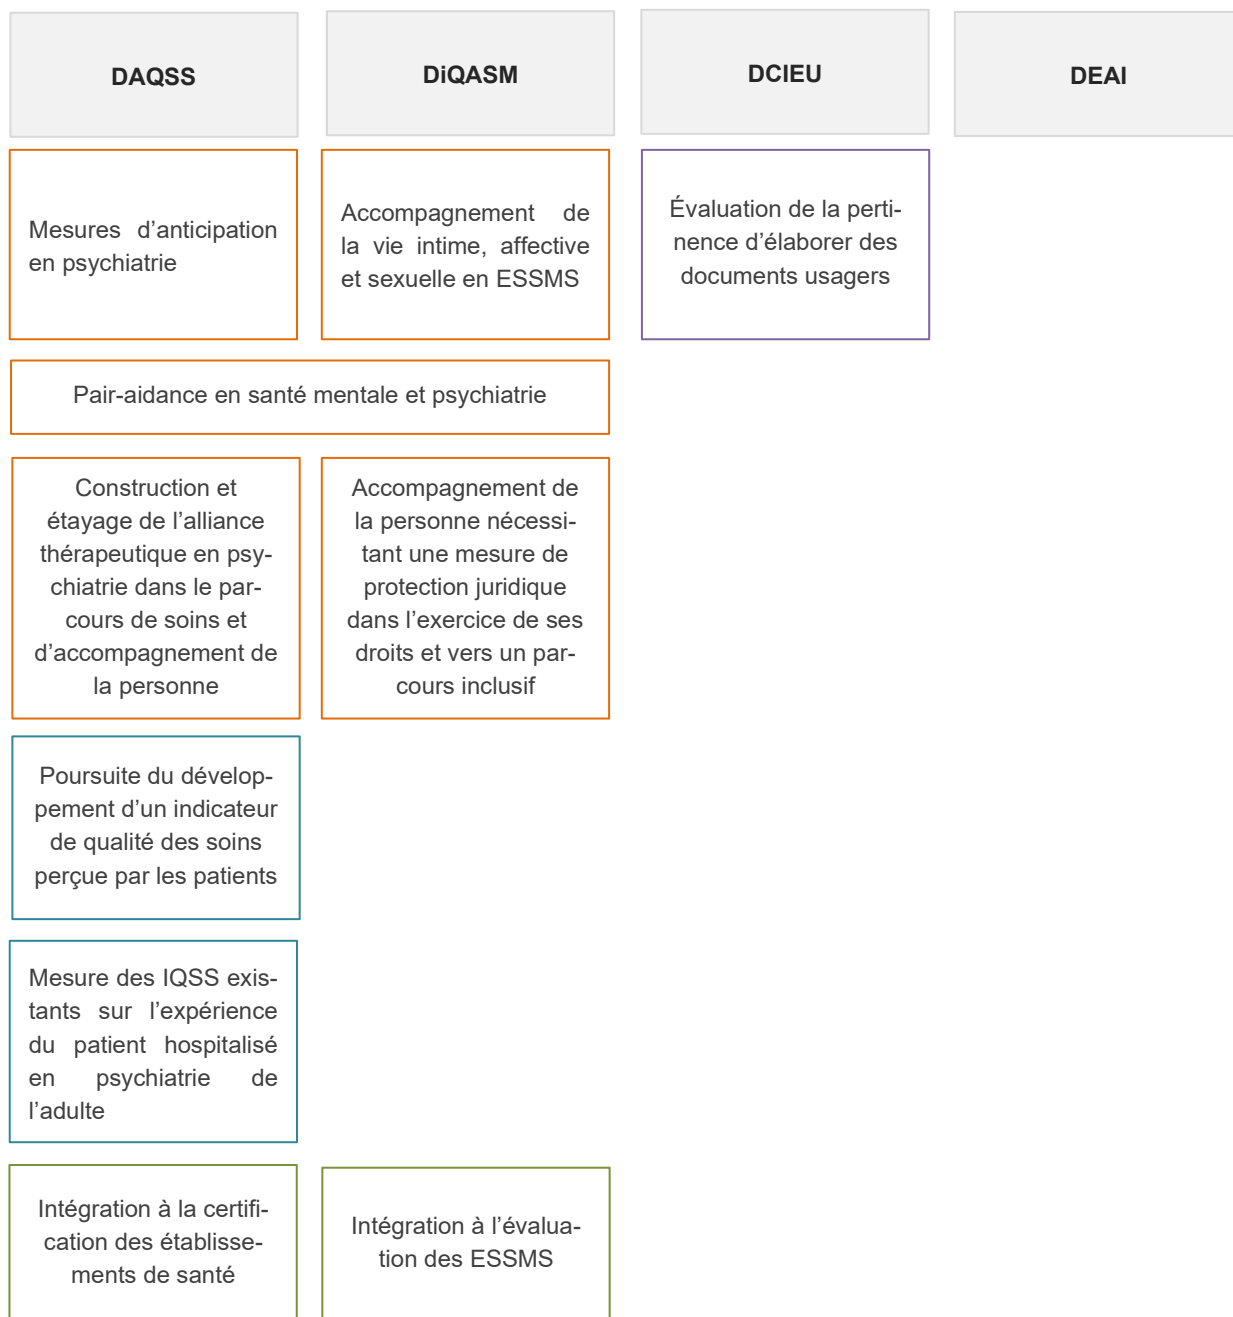 DAQSS
DiQASM
DCIEU
DEAI
Mesures d’anticipation
en psychiatrie
Accompagnement de
la vie intime, affective
et sexuelle en ESSMS
Évaluation de la perti-
nence d’élaborer des
documents usagers
Pair-aidance en santé mentale et psychiatrie
Construction et
étayage de l’alliance
thérapeutique en psy-
chiatrie dans le par-
cours de soins et
d’accompagnement de
la personne
Accompagnement de
la personne nécessi-
tant une mesure de
protection juridique
dans l’exercice de ses
droits et vers un par-
cours inclusif
Poursuite du dévelop-
pement d’un indicateur
de qualité des soins
perçue par les patients
Mesure des IQSS exis-
tants sur l’expérience
du patient hospitalisé
en psychiatrie de
l’adulte
Intégration à la certifi-
cation des établisse-
ments de santé
Intégration à l’évalua-
tion des ESSMS